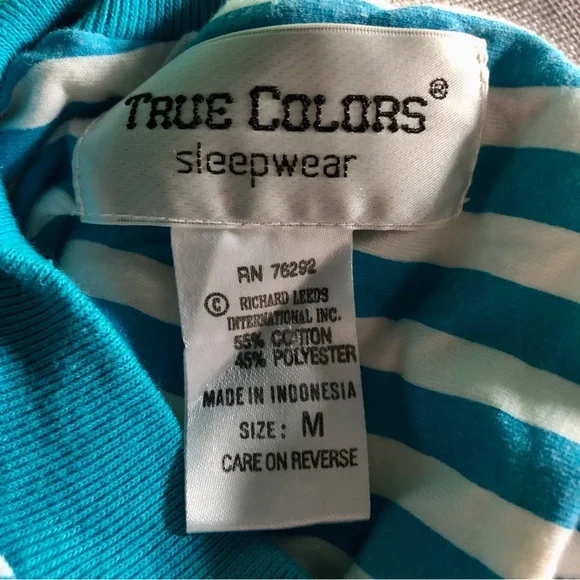 TRUE COLORS®
sleepwear
RN 76292
© RICHARD LEEDS
INTERNATIONAL INC.
55% COTTON
45% POLYESTER
MADE IN INDONESIA
SIZE: M
CARE ON REVERSE